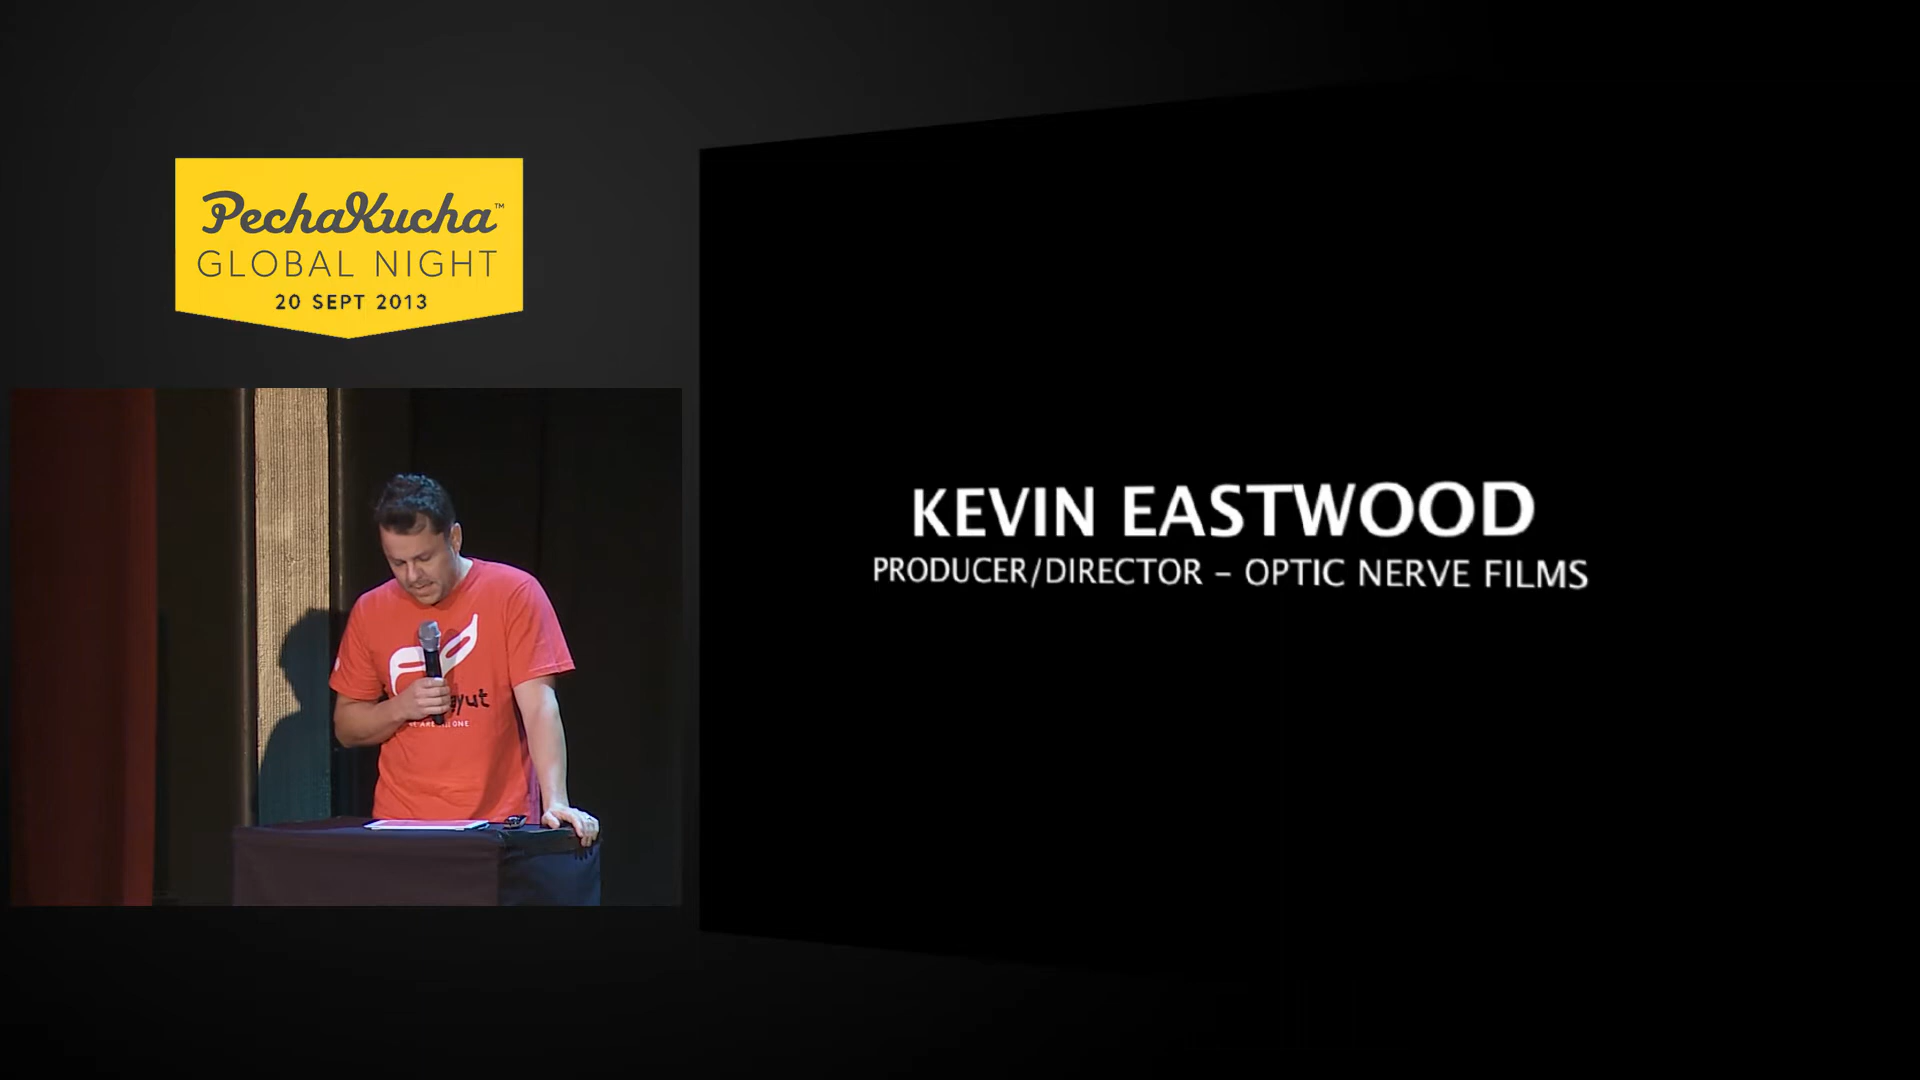 PechaKucha™
GLOBAL NIGHT
20 SEPT 2013
KEVIN EASTWOOD
PRODUCER/DIRECTOR – OPTIC NERVE FILMS